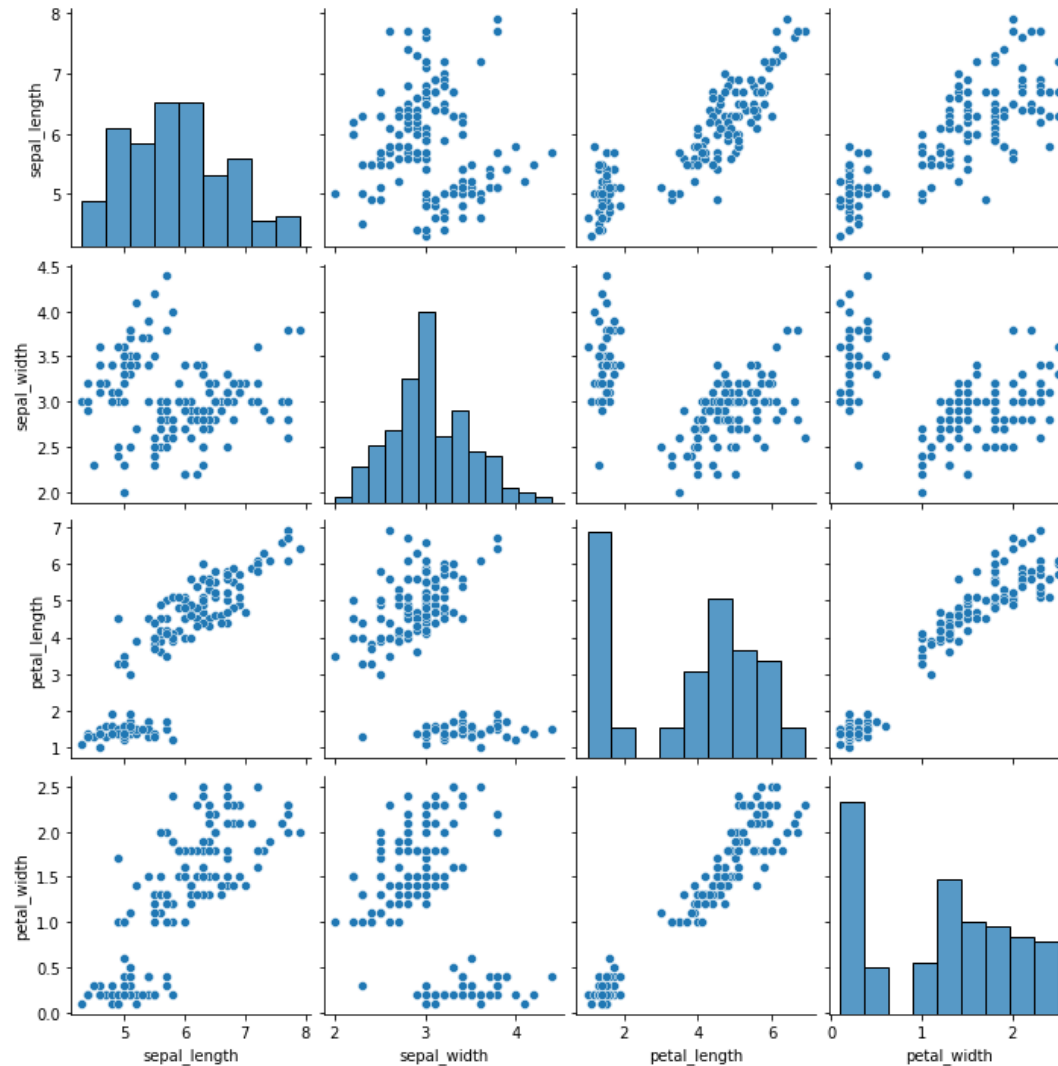 8
7
6
5
sepal_length
4.5
4.0
3.5
3.0
2.5
2.0
sepal_width
7
6
5
4
3
2
1
petal_length
2.5
2.0
1.5
1.0
0.5
0.0
petal_width
5 6 7 8
2 3 4
2 4 6
0 1 2
sepal_length sepal_width petal_length petal_width